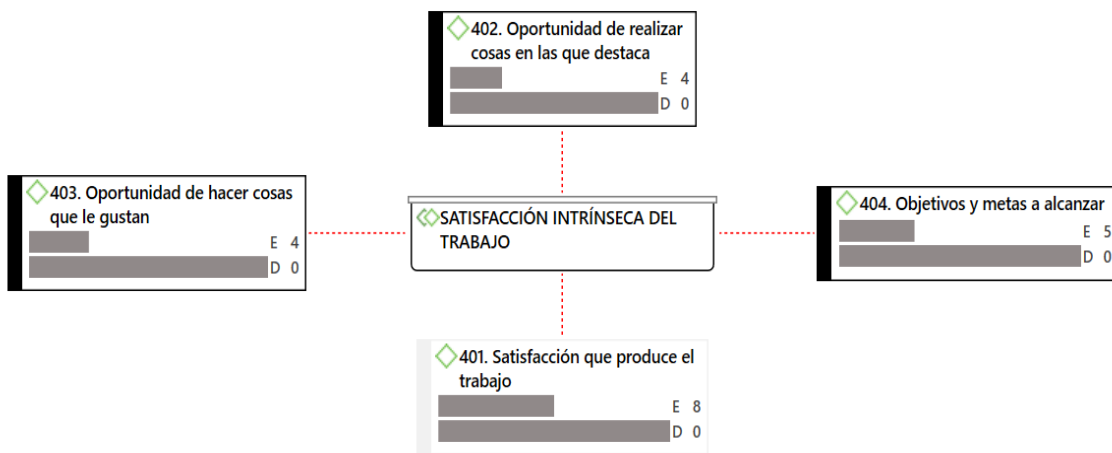 402. Oportunidad de realizar
cosas en las que destaca
E 4
D 0
403. Oportunidad de hacer cosas
que le gustan
E 4
D 0
SATISFACCIÓN INTRÍNSECA DEL
TRABAJO
404. Objetivos y metas a alcanzar
E 5
D 0
401. Satisfacción que produce el
trabajo
E 8
D 0